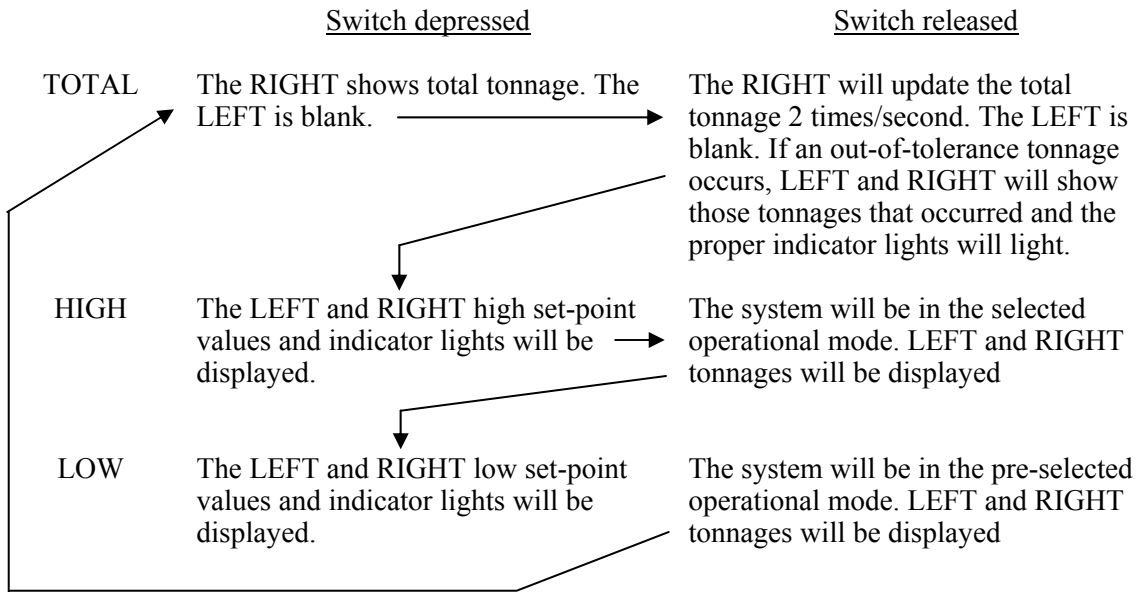 Switch depressed
Switch released
TOTAL
The RIGHT shows total tonnage. The
LEFT is blank.
The RIGHT will update the total
tonnage 2 times/second. The LEFT is
blank. If an out-of-tolerance tonnage
occurs, LEFT and RIGHT will show
those tonnages that occurred and the
proper indicator lights will light.
HIGH
The LEFT and RIGHT high set-point
values and indicator lights will be
displayed.
The system will be in the selected
operational mode. LEFT and RIGHT
tonnages will be displayed
LOW
The LEFT and RIGHT low set-point
values and indicator lights will be
displayed.
The system will be in the pre-selected
operational mode. LEFT and RIGHT
tonnages will be displayed